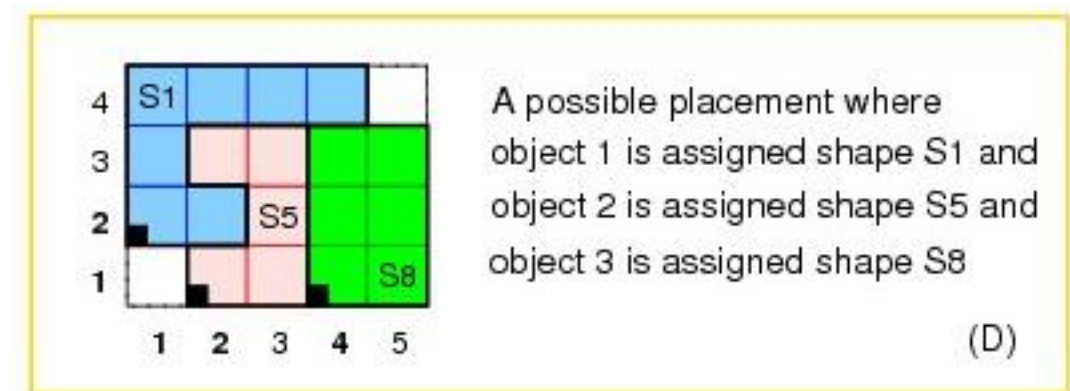 4 S1
3
2 S5
1 S8
1 2 3 4 5
A possible placement where
object 1 is assigned shape S1 and
object 2 is assigned shape S5 and
object 3 is assigned shape S8
(D)